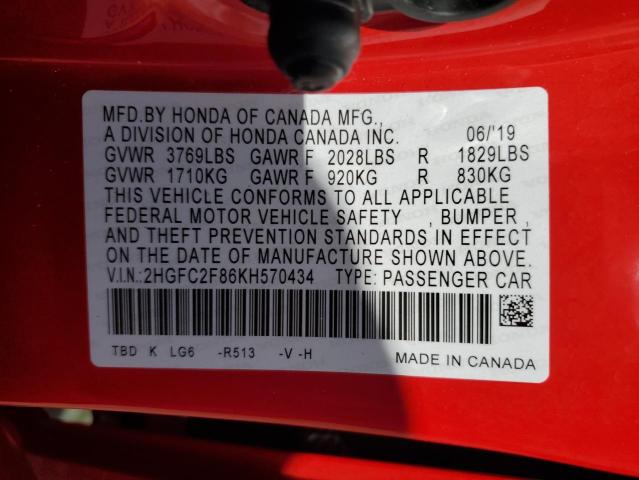 MFD.BY HONDA OF CANADA MFG.,
A DIVISION OF HONDA CANADA INC. 06/'19
GVWR 3769LBS GAWR F 2028LBS R 1829LBS
GVWR 1710KG GAWR F 920KG R 830KG
THIS VEHICLE CONFORMS TO ALL APPLICABLE
FEDERAL MOTOR VEHICLE SAFETY , BUMPER ,
AND THEFT PREVENTION STANDARDS IN EFFECT
ON THE DATE OF MANUFACTURE SHOWN ABOVE.
V.I.N.:2HGFC2F86KH570434 TYPE: PASSENGER CAR
TBD K LG6 -R513 -V -H MADE IN CANADA